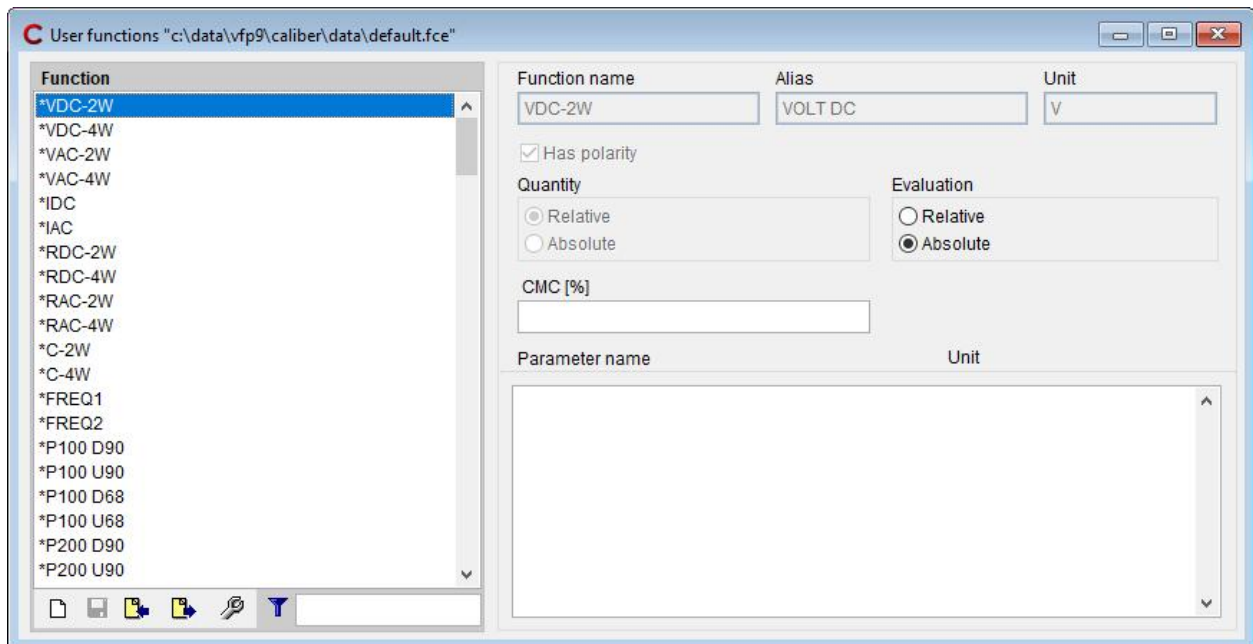 User functions "c:\data\vfp9\caliber\data\default.fce"
Function
*VDC-2W
*VDC-4W
*VAC-2W
*VAC-4W
*IDC
*IAC
*RDC-2W
*RDC-4W
*RAC-2W
*RAC-4W
*C-2W
*C-4W
*FREQ1
*FREQ2
*P100 D90
*P100 U90
*P100 D68
*P100 U68
*P200 D90
*P200 U90
Function name Alias Unit
VDC-2W VOLT DC V
Has polarity
Quantity Evaluation
Relative Relative
Absolute Absolute
CMC [%]
Parameter name Unit